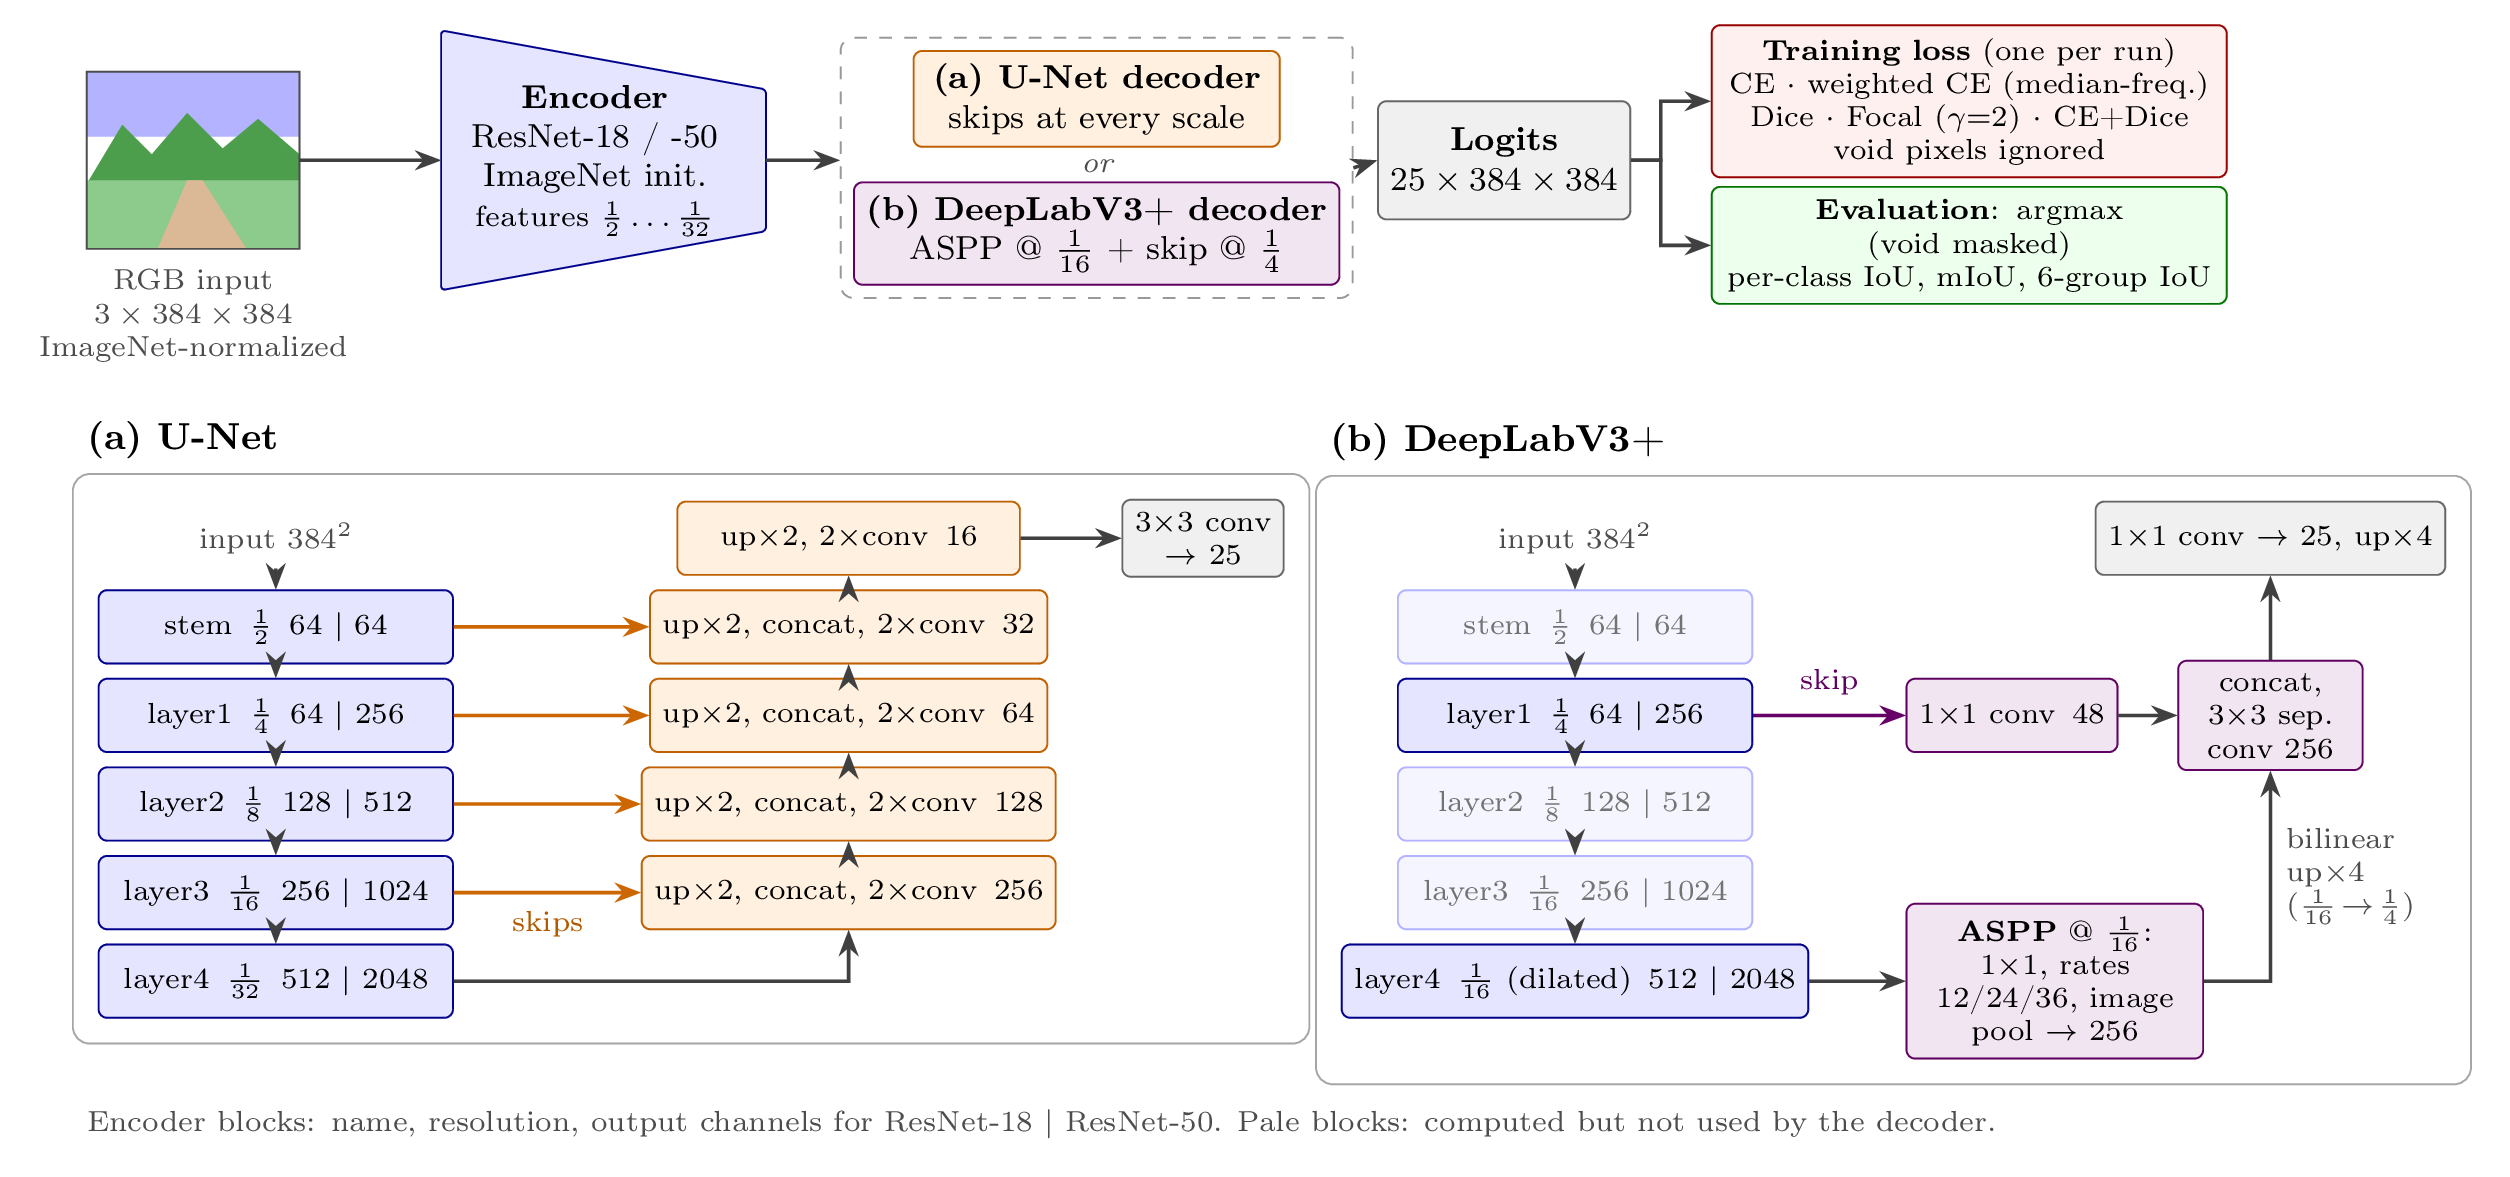 RGB input
3 × 384 × 384
ImageNet-normalized
Encoder
ResNet-18 / -50
ImageNet init.
features 1/2 … 1/32
(a) U-Net decoder
skips at every scale
or
(b) DeepLabV3+ decoder
ASPP @ 1/16 + skip @ 1/4
Logits
25 × 384 × 384
Training loss (one per run)
CE · weighted CE (median-freq.)
Dice · Focal (γ=2) · CE+Dice
void pixels ignored
Evaluation: argmax
(void masked)
per-class IoU, mIoU, 6-group IoU
(a) U-Net
input 384²
stem 1/2 64 | 64
layer1 1/4 64 | 256
layer2 1/8 128 | 512
layer3 1/16 256 | 1024
layer4 1/32 512 | 2048
skips
up×2, 2×conv 16
up×2, concat, 2×conv 32
up×2, concat, 2×conv 64
up×2, concat, 2×conv 128
up×2, concat, 2×conv 256
3×3 conv
→ 25
(b) DeepLabV3+
input 384²
stem 1/2 64 | 64
layer1 1/4 64 | 256
layer2 1/8 128 | 512
layer3 1/16 256 | 1024
layer4 1/16 (dilated) 512 | 2048
skip
1×1 conv 48
concat,
3×3 sep.
conv 256
1×1 conv → 25, up×4
bilinear
up×4
(1/16 → 1/4)
ASPP @ 1/16:
1×1, rates
12/24/36, image
pool → 256
Encoder blocks: name, resolution, output channels for ResNet-18 | ResNet-50. Pale blocks: computed but not used by the decoder.